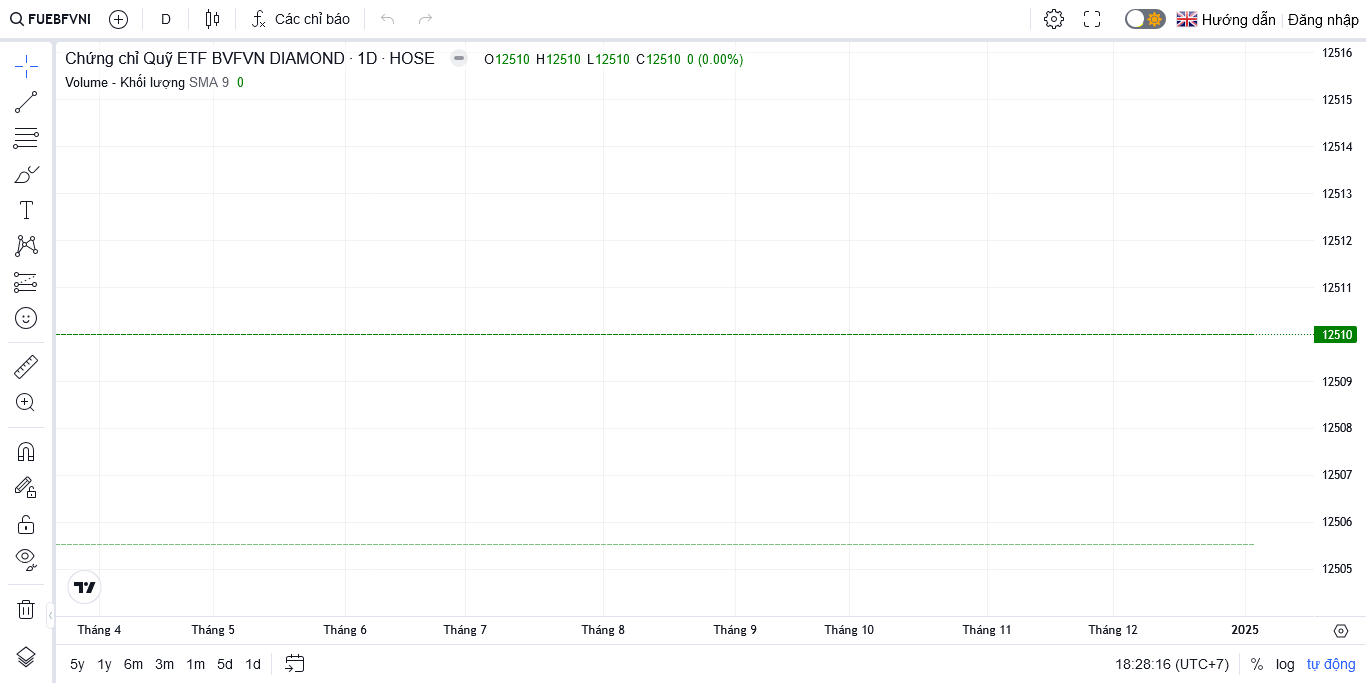 FUEBFVNI D Các chỉ báo Hướng dẫn Đăng nhập
Chứng chỉ Quỹ ETF BVFVN DIAMOND · 1D · HOSE O12510 H12510 L12510 C12510 0 (0.00%)
Volume - Khối lượng SMA 9 0
12516
12515
12514
12513
12512
12511
12510
12509
12508
12507
12506
12505
Tháng 4 Tháng 5 Tháng 6 Tháng 7 Tháng 8 Tháng 9 Tháng 10 Tháng 11 Tháng 12 2025
5y 1y 6m 3m 1m 5d 1d 18:28:16 (UTC+7) % log tự động